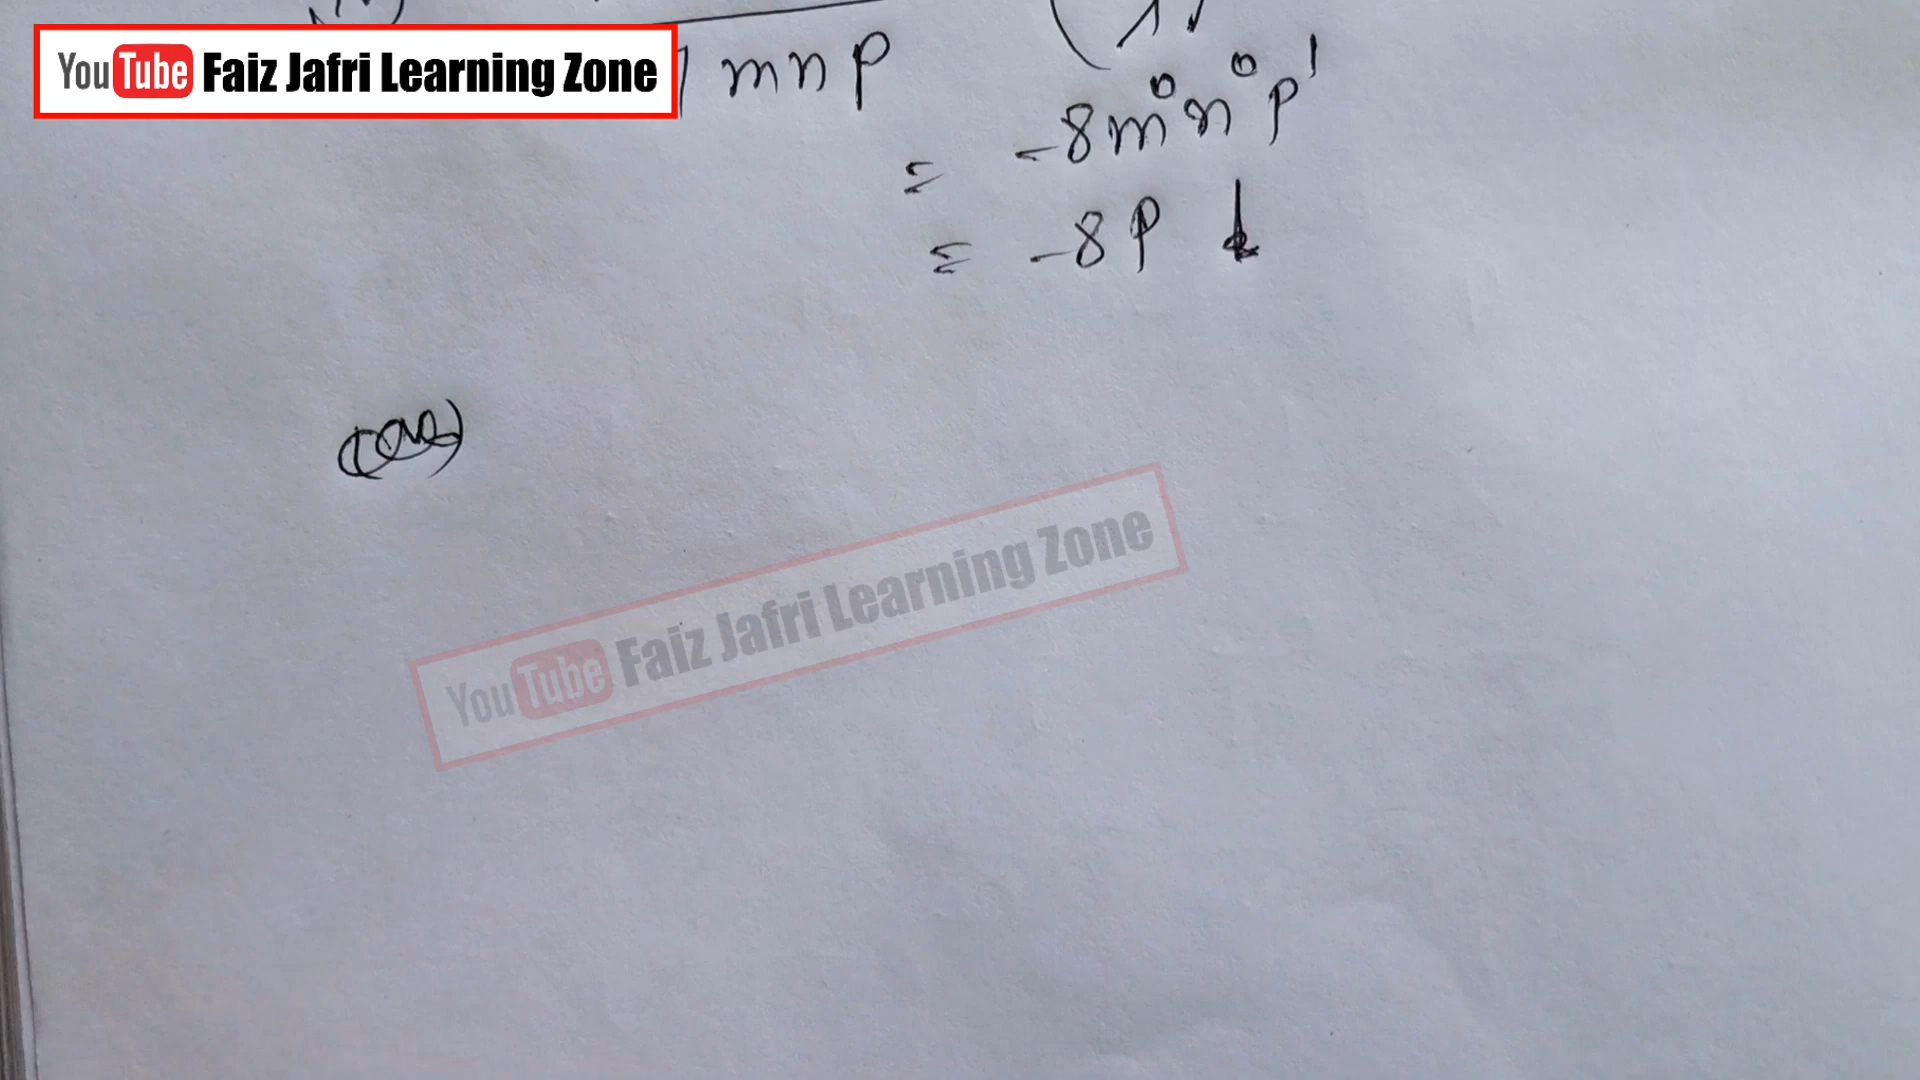 YouTube Faiz Jafri Learning Zone
mnp
= -8m⁰n⁰p¹
= -8p
YouTube Faiz Jafri Learning Zone